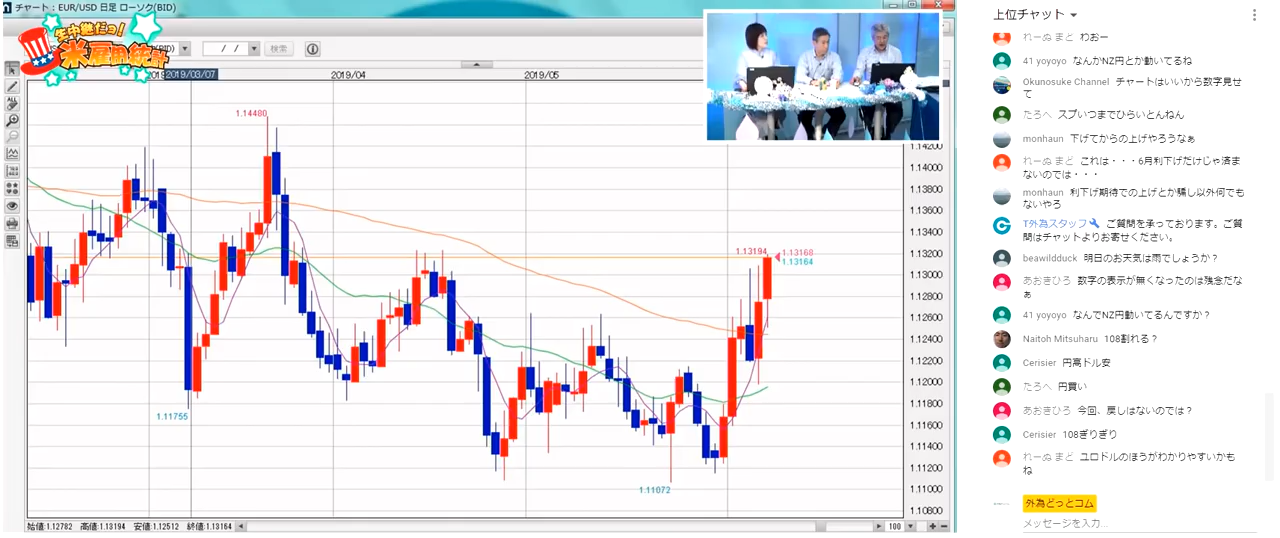 チャート : EUR/USD 日足 ローソク(BID)
生中継だっ!
米雇用統計
/ /
検索
2019/03/07
2019/04
2019/05
1.14480
1.14200
1.14000
1.13800
1.13600
1.13400
1.13200
1.13000
1.12800
1.12600
1.12400
1.12200
1.12000
1.11800
1.11600
1.11400
1.11200
1.11000
1.10800
1.13194
1.13168
1.13164
1.11755
1.11072
始値:1.12782 高値:1.13194 安値:1.12512 終値:1.13164
100
上位チャット
れーぬ まど わおー
41 yoyoyo なんかNZ円とか動いてるね
Okunosuke Channel チャートはいいから数字見せ
て
たろへ スプいつまでひらいとんねん
monhaun 下げてからの上げやろうなぁ
れーぬ まど これは・・・6月利下げだけじゃ済ま
ないのでは・・・
monhaun 利下げ期待での上げとか騙し以外何でも
ないやろ
T外為スタッフ ご質問を承っております。ご質
問はチャットよりお寄せください。
beawildduck 明日のお天気は雨でしょうか？
あおきひろ 数字の表示が無くなったのは残念だな
ぁ
41 yoyoyo なんでNZ円動いてるんですか？
Naitoh Mitsuharu 108割れる？
Cerisier 円高ドル安
たろへ 円買い
あおきひろ 今回、戻しはないのでは？
Cerisier 108ぎりぎり
れーぬ まど ユロドルのほうがわかりやすいかも
ね
外為どっとコム
メッセージを入力...